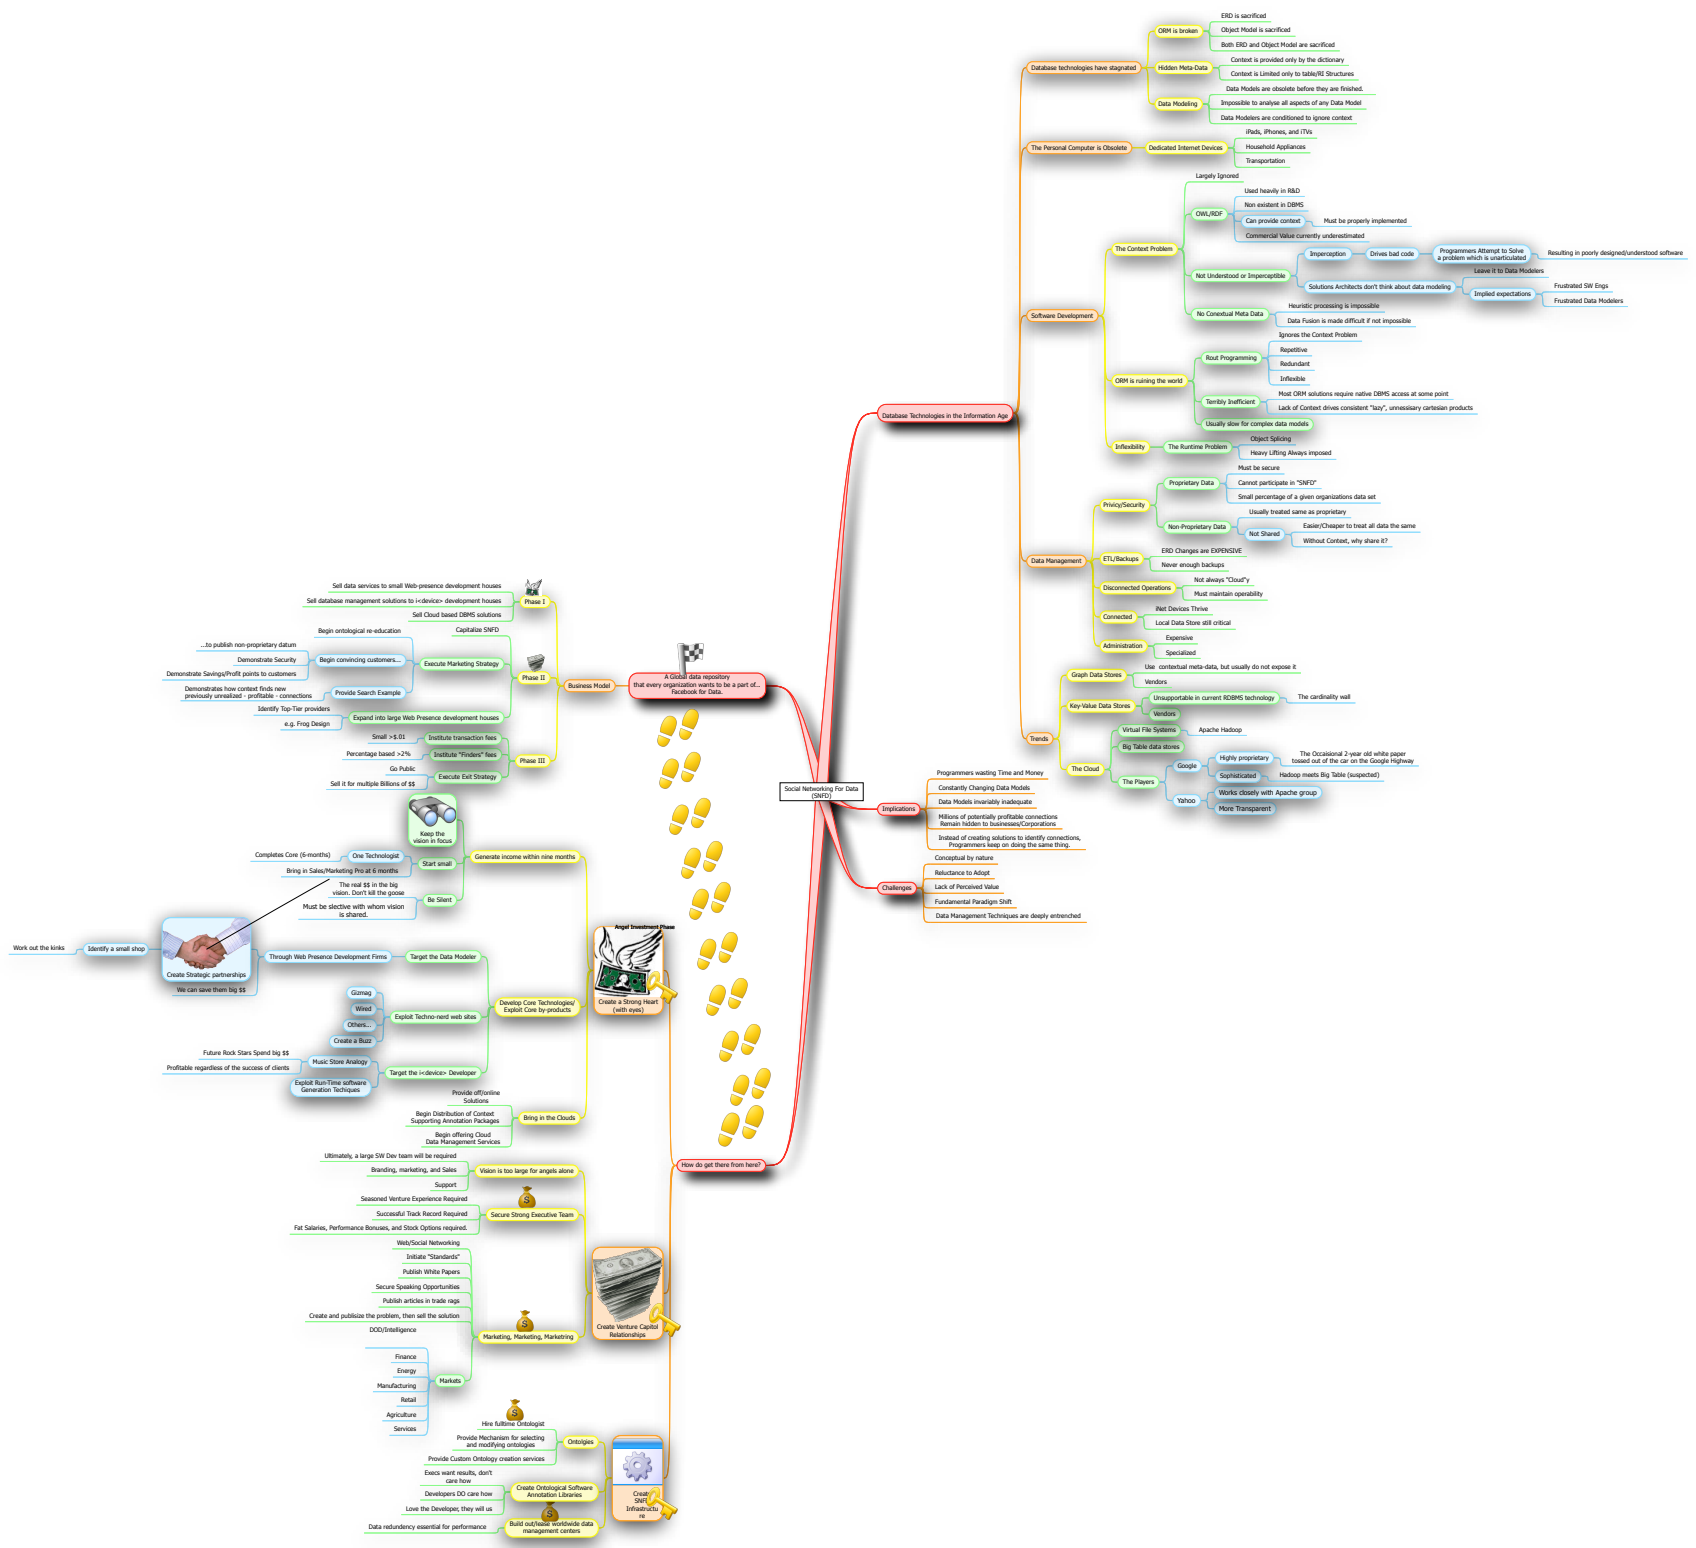 Social Networking For Data
(SNFD)
Database Technologies in the Information Age
Database technologies have stagnated
ORM is broken
ERD is sacrificed
Object Model is sacrificed
Both ERD and Object Model are sacrificed
Hidden Meta-Data
Context is provided only by the dictionary
Context is Limited only to table/RI Structures
Data Modeling
Data Models are obsolete before they are finished.
Impossible to analyse all aspects of any Data Model
Data Modelers are conditioned to ignore context
The Personal Computer is Obsolete
Dedicated Internet Devices
iPads, iPhones, and iTVs
Household Appliances
Transportation
Software Development
The Context Problem
Largely Ignored
OWL/RDF
Used heavily in R&D
Non existent in DBMS
Can provide context
Must be properly implemented
Commercial Value currently underestimated
Not Understood or Imperceptible
Imperception
Drives bad code
Programmers Attempt to Solve
a problem which is unarticulated
Resulting in poorly designed/understood software
Solutions Architects don't think about data modeling
Leave it to Data Modelers
Implied expectations
Frustrated SW Engs
Frustrated Data Modelers
No Conextual Meta Data
Heuristic processing is impossible
Data Fusion is made difficult if not impossible
ORM is ruining the world
Rout Programming
Ignores the Context Problem
Repetitive
Redundant
Inflexible
Terribly Inefficient
Most ORM solutions require native DBMS access at some point
Lack of Context drives consistent "lazy", unnessisary cartesian products
Usually slow for complex data models
Inflexibility
The Runtime Problem
Object Splicing
Heavy Lifting Always imposed
Data Management
Privicy/Security
Proprietary Data
Must be secure
Cannot participate in "SNFD"
Small percentage of a given organizations data set
Non-Proprietary Data
Usually treated same as proprietary
Not Shared
Easier/Cheaper to treat all data the same
Without Context, why share it?
ETL/Backups
ERD Changes are EXPENSIVE
Never enough backups
Disconnected Operations
Not always "Cloud"y
Must maintain operability
Connected
iNet Devices Thrive
Local Data Store still critical
Administration
Expensive
Specialized
Trends
Graph Data Stores
Use contextual meta-data, but usually do not expose it
Vendors
Key-Value Data Stores
Unsupportable in current RDBMS technology
The cardinality wall
Vendors
The Cloud
Virtual File Systems
Apache Hadoop
Big Table data stores
The Players
Google
Highly proprietary
The Occaisional 2-year old white paper
tossed out of the car on the Google Highway
Sophisticated
Hadoop meets Big Table (suspected)
Yahoo
Works closely with Apache group
More Transparent
Implications
Programmers wasting Time and Money
Constantly Changing Data Models
Data Models invariably inadequate
Millions of potentially profitable connections
Remain hidden to businesses/Corporations
Instead of creating solutions to identify connections,
Programmers keep on doing the same thing.
Challenges
Conceptual by nature
Reluctance to Adopt
Lack of Perceived Value
Fundamental Paradigm Shift
Data Management Techniques are deeply entrenched
A Global data repository
that every organization wants to be a part of...
Facebook for Data.
Business Model
Phase I
Sell data services to small Web-presence development houses
Sell database management solutions to i<device> development houses
Sell Cloud based DBMS solutions
Phase II
Capitalize SNFD
Execute Marketing Strategy
Begin ontological re-education
Begin convincing customers...
...to publish non-proprietary datum
Demonstrate Security
Demonstrate Savings/Profit points to customers
Provide Search Example
Demonstrates how context finds new
previously unrealized - profitable - connections
Expand into large Web Presence development houses
Identify Top-Tier providers
e.g. Frog Design
Phase III
Institute transaction fees
Small >$.01
Institute "Finders" fees
Percentage based >2%
Execute Exit Strategy
Go Public
Sell it for multiple Billions of $$
How do get there from here?
Angel Investment Phase
Create a Strong Heart
(with eyes)
Generate income within nine months
Keep the
vision in focus
Start small
One Technologist
Completes Core (6-months)
Bring in Sales/Marketing Pro at 6 months
Be Silent
The real $$ in the big
vision. Don't kill the goose
Must be slective with whom vision
is shared.
Develop Core Technologies/
Exploit Core by-products
Target the Data Modeler
Through Web Presence Development Firms
Create Strategic partnerships
Identify a small shop
Work out the kinks
We can save them big $$
Exploit Techno-nerd web sites
Gizmag
Wired
Others...
Create a Buzz
Target the i<device> Developer
Music Store Analogy
Future Rock Stars Spend big $$
Profitable regardless of the success of clients
Exploit Run-Time software
Generation Techiques
Bring in the Clouds
Provide off/online
Solutions
Begin Distribution of Context
Supporting Annotation Packages
Begin offering Cloud
Data Management Services
Create Venture Capitol
Relationships
Vision is too large for angels alone
Ultimately, a large SW Dev team will be required
Branding, marketing, and Sales
Support
Secure Strong Executive Team
Seasoned Venture Experience Required
Successful Track Record Required
Fat Salaries, Performance Bonuses, and Stock Options required.
Marketing, Marketing, Marketring
Web/Social Networking
Initiate "Standards"
Publish White Papers
Secure Speaking Opportunities
Publish articles in trade rags
Create and publisize the problem, then sell the solution
Markets
DOD/Intelligence
Finance
Energy
Manufacturing
Retail
Agriculture
Services
SNF
Infrastructu
re
Ontolgies
Hire fulltime Ontologist
Provide Mechanism for selecting
and modifying ontologies
Provide Custom Ontology creation services
Create Ontological Software
Annotation Libraries
Execs want results, don't
care how
Developers DO care how
Love the Developer, they will us
Build out/lease worldwide data
management centers
Data redundency essential for performance